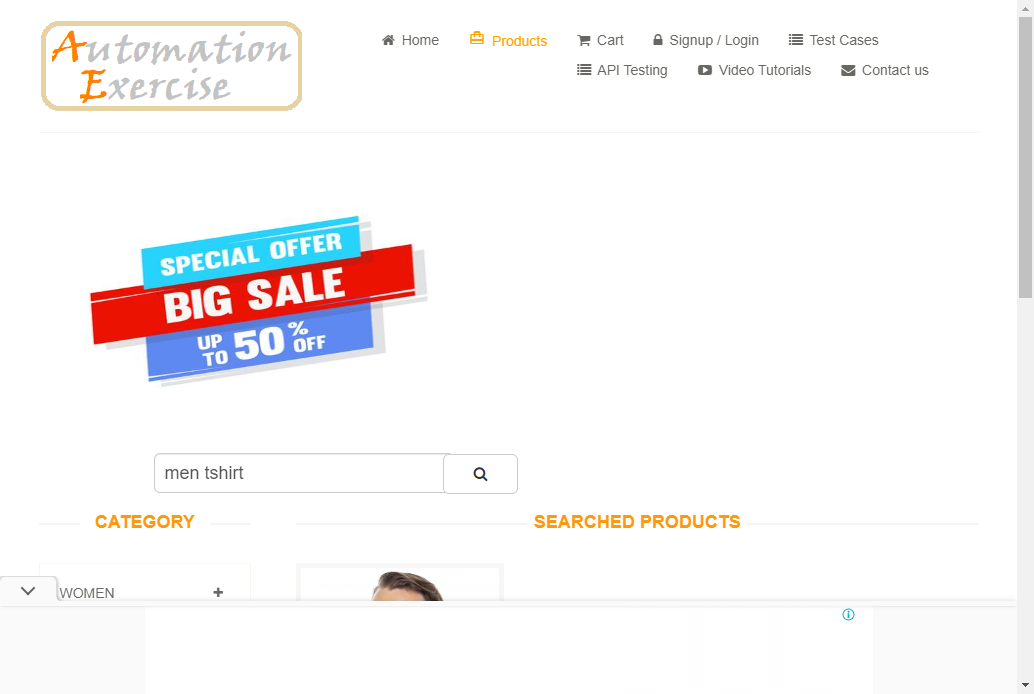 Automation
Exercise
Home
Products
Cart
Signup / Login
Test Cases
API Testing
Video Tutorials
Contact us
SPECIAL OFFER
BIG SALE
UP TO 50% OFF
men tshirt
CATEGORY
SEARCHED PRODUCTS
WOMEN